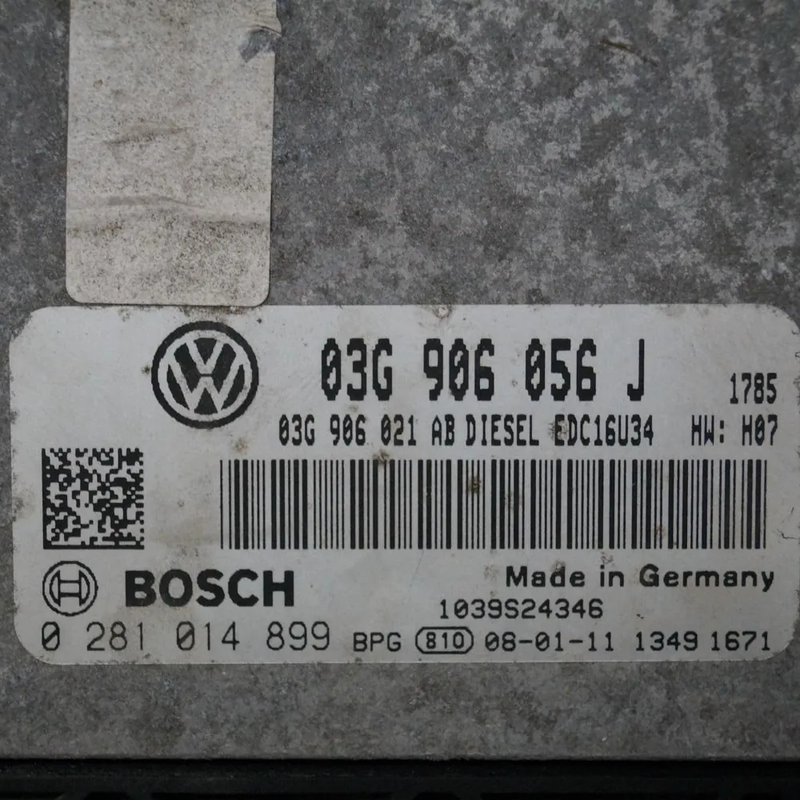 03G 906 056 J 1785
03G 906 021 AB DIESEL EDC16U34 HW: H07
BOSCH Made in Germany
1039S24346
0 281 014 899 BPG 810 08-01-11 1349 1671